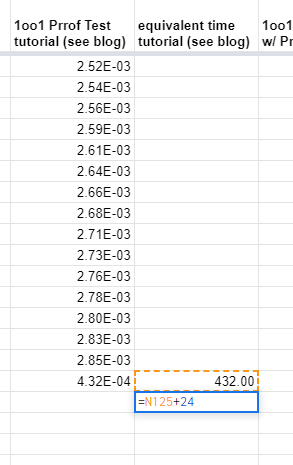 1oo1 Prrof Test equivalent time 1oo1
tutorial (see blog) tutorial (see blog) w/ Pr
2.52E-03
2.54E-03
2.56E-03
2.59E-03
2.61E-03
2.64E-03
2.66E-03
2.68E-03
2.71E-03
2.73E-03
2.76E-03
2.78E-03
2.80E-03
2.83E-03
2.85E-03
4.32E-04 432.00
=N125+24